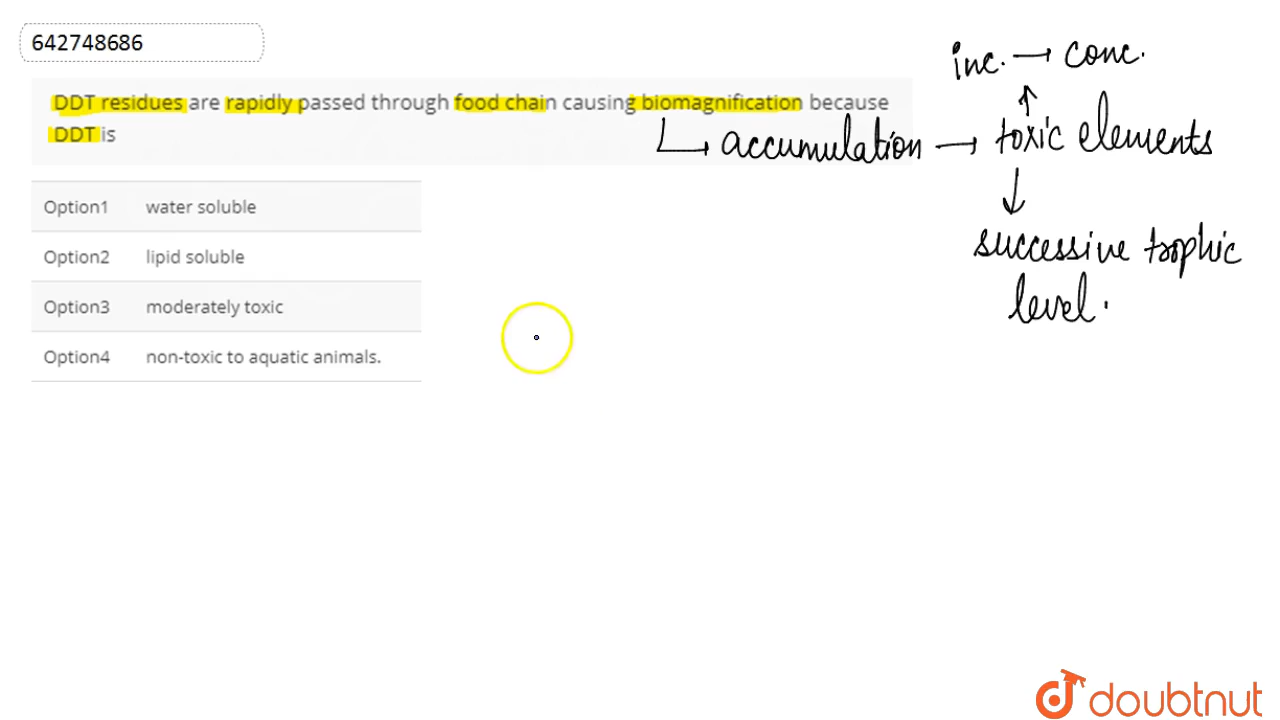 642748686
DDT residues are rapidly passed through food chain causing biomagnification because
DDT is
inc. → conc.
↑
accumulation → toxic elements
↓
successive trophic
level.
Option1 water soluble
Option2 lipid soluble
Option3 moderately toxic
Option4 non-toxic to aquatic animals.
doubtnut